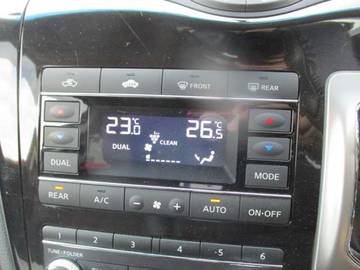 FRONT REAR
23.0°C 26.5°C
DUAL CLEAN
DUAL MODE
REAR A/C - + AUTO ON•OFF
1 2 3 4 5 6
TUNE•FOLDER